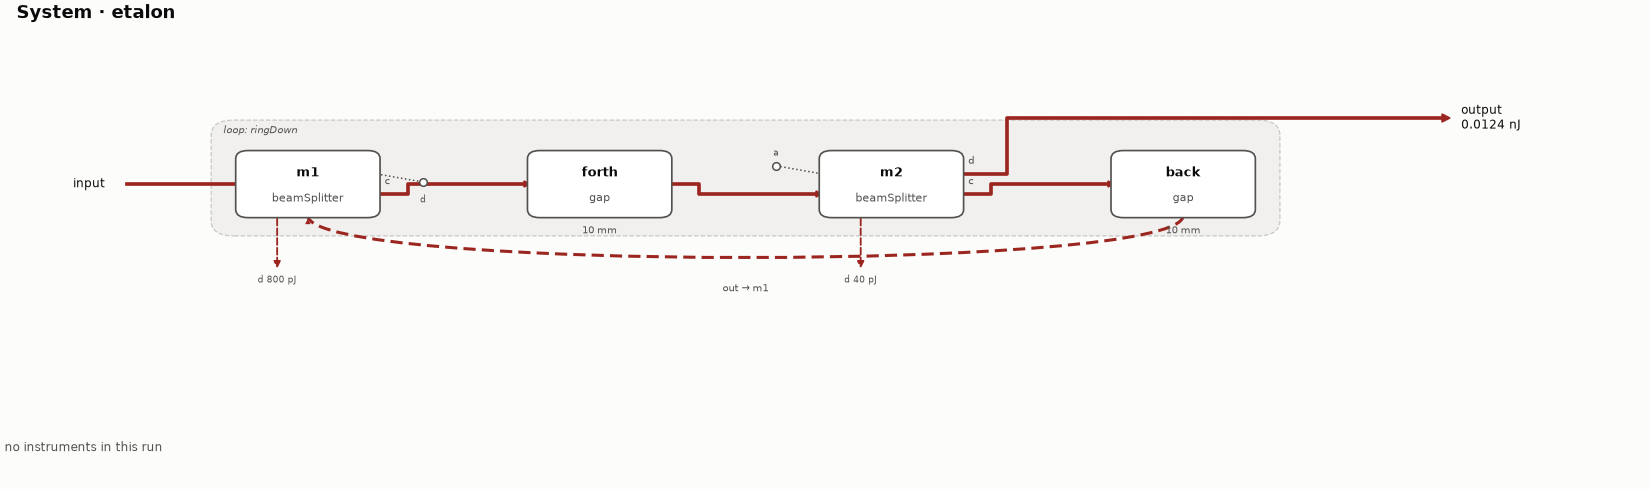 System · etalon
output
0.0124 nJ
loop: ringDown
input
m1
beamSplitter
c
d
forth
gap
10 mm
a
m2
beamSplitter
d
c
back
gap
10 mm
d 800 pJ
d 40 pJ
out → m1
no instruments in this run